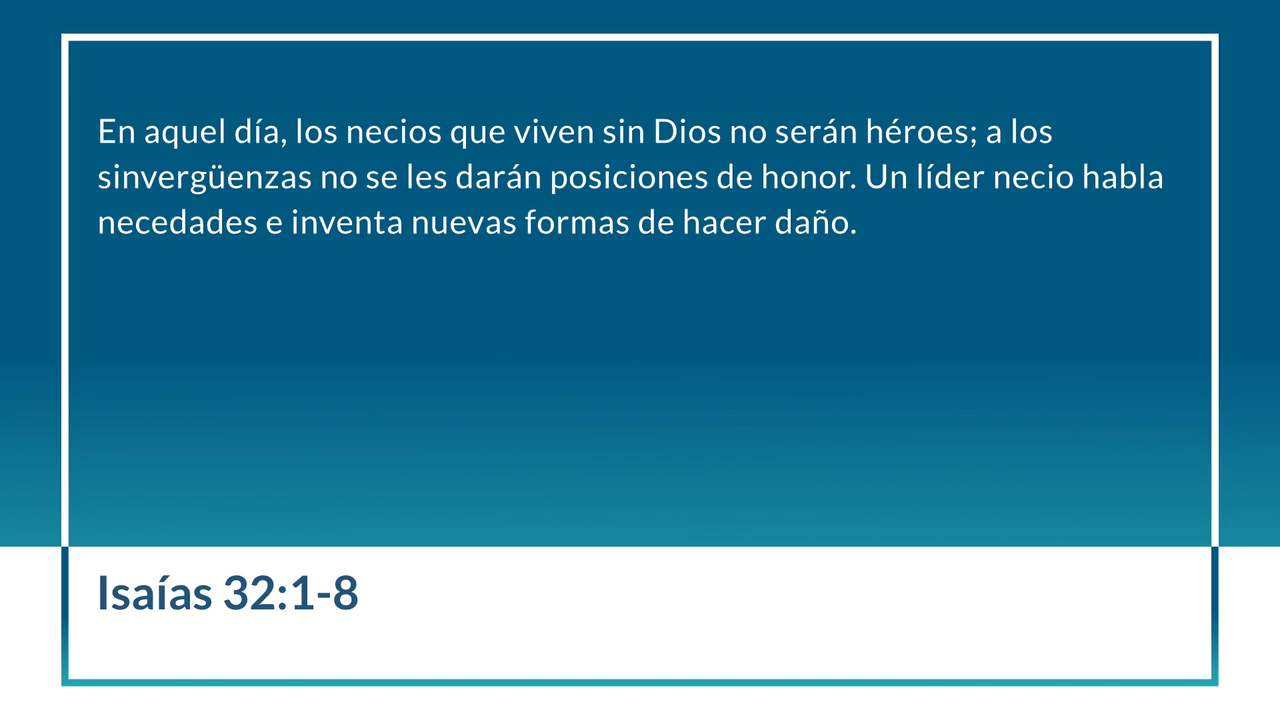 En aquel día, los necios que viven sin Dios no serán héroes; a los
sinvergüenzas no se les darán posiciones de honor. Un líder necio habla
necedades e inventa nuevas formas de hacer daño.
Isaías 32:1-8